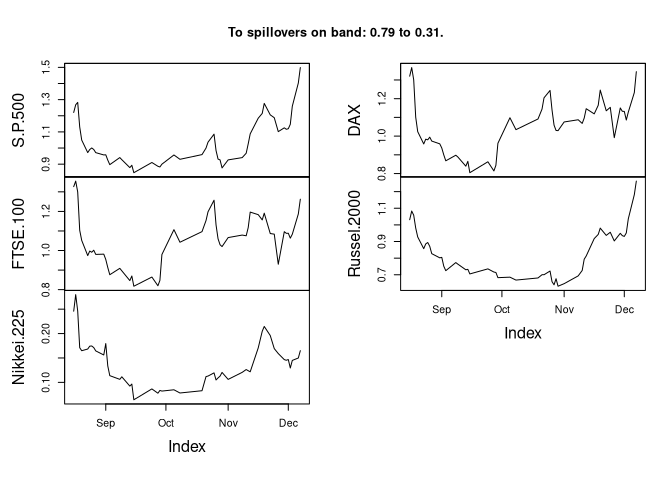 To spillovers on band: 0.79 to 0.31.
S.P.500
0.9 1.1 1.3 1.5
FTSE.100
0.8 1.0 1.2
Nikkei.225
0.10 0.20
Sep Oct Nov Dec
Index
DAX
0.8 1.0 1.2
Russel.2000
0.7 0.9 1.1
Sep Oct Nov Dec
Index